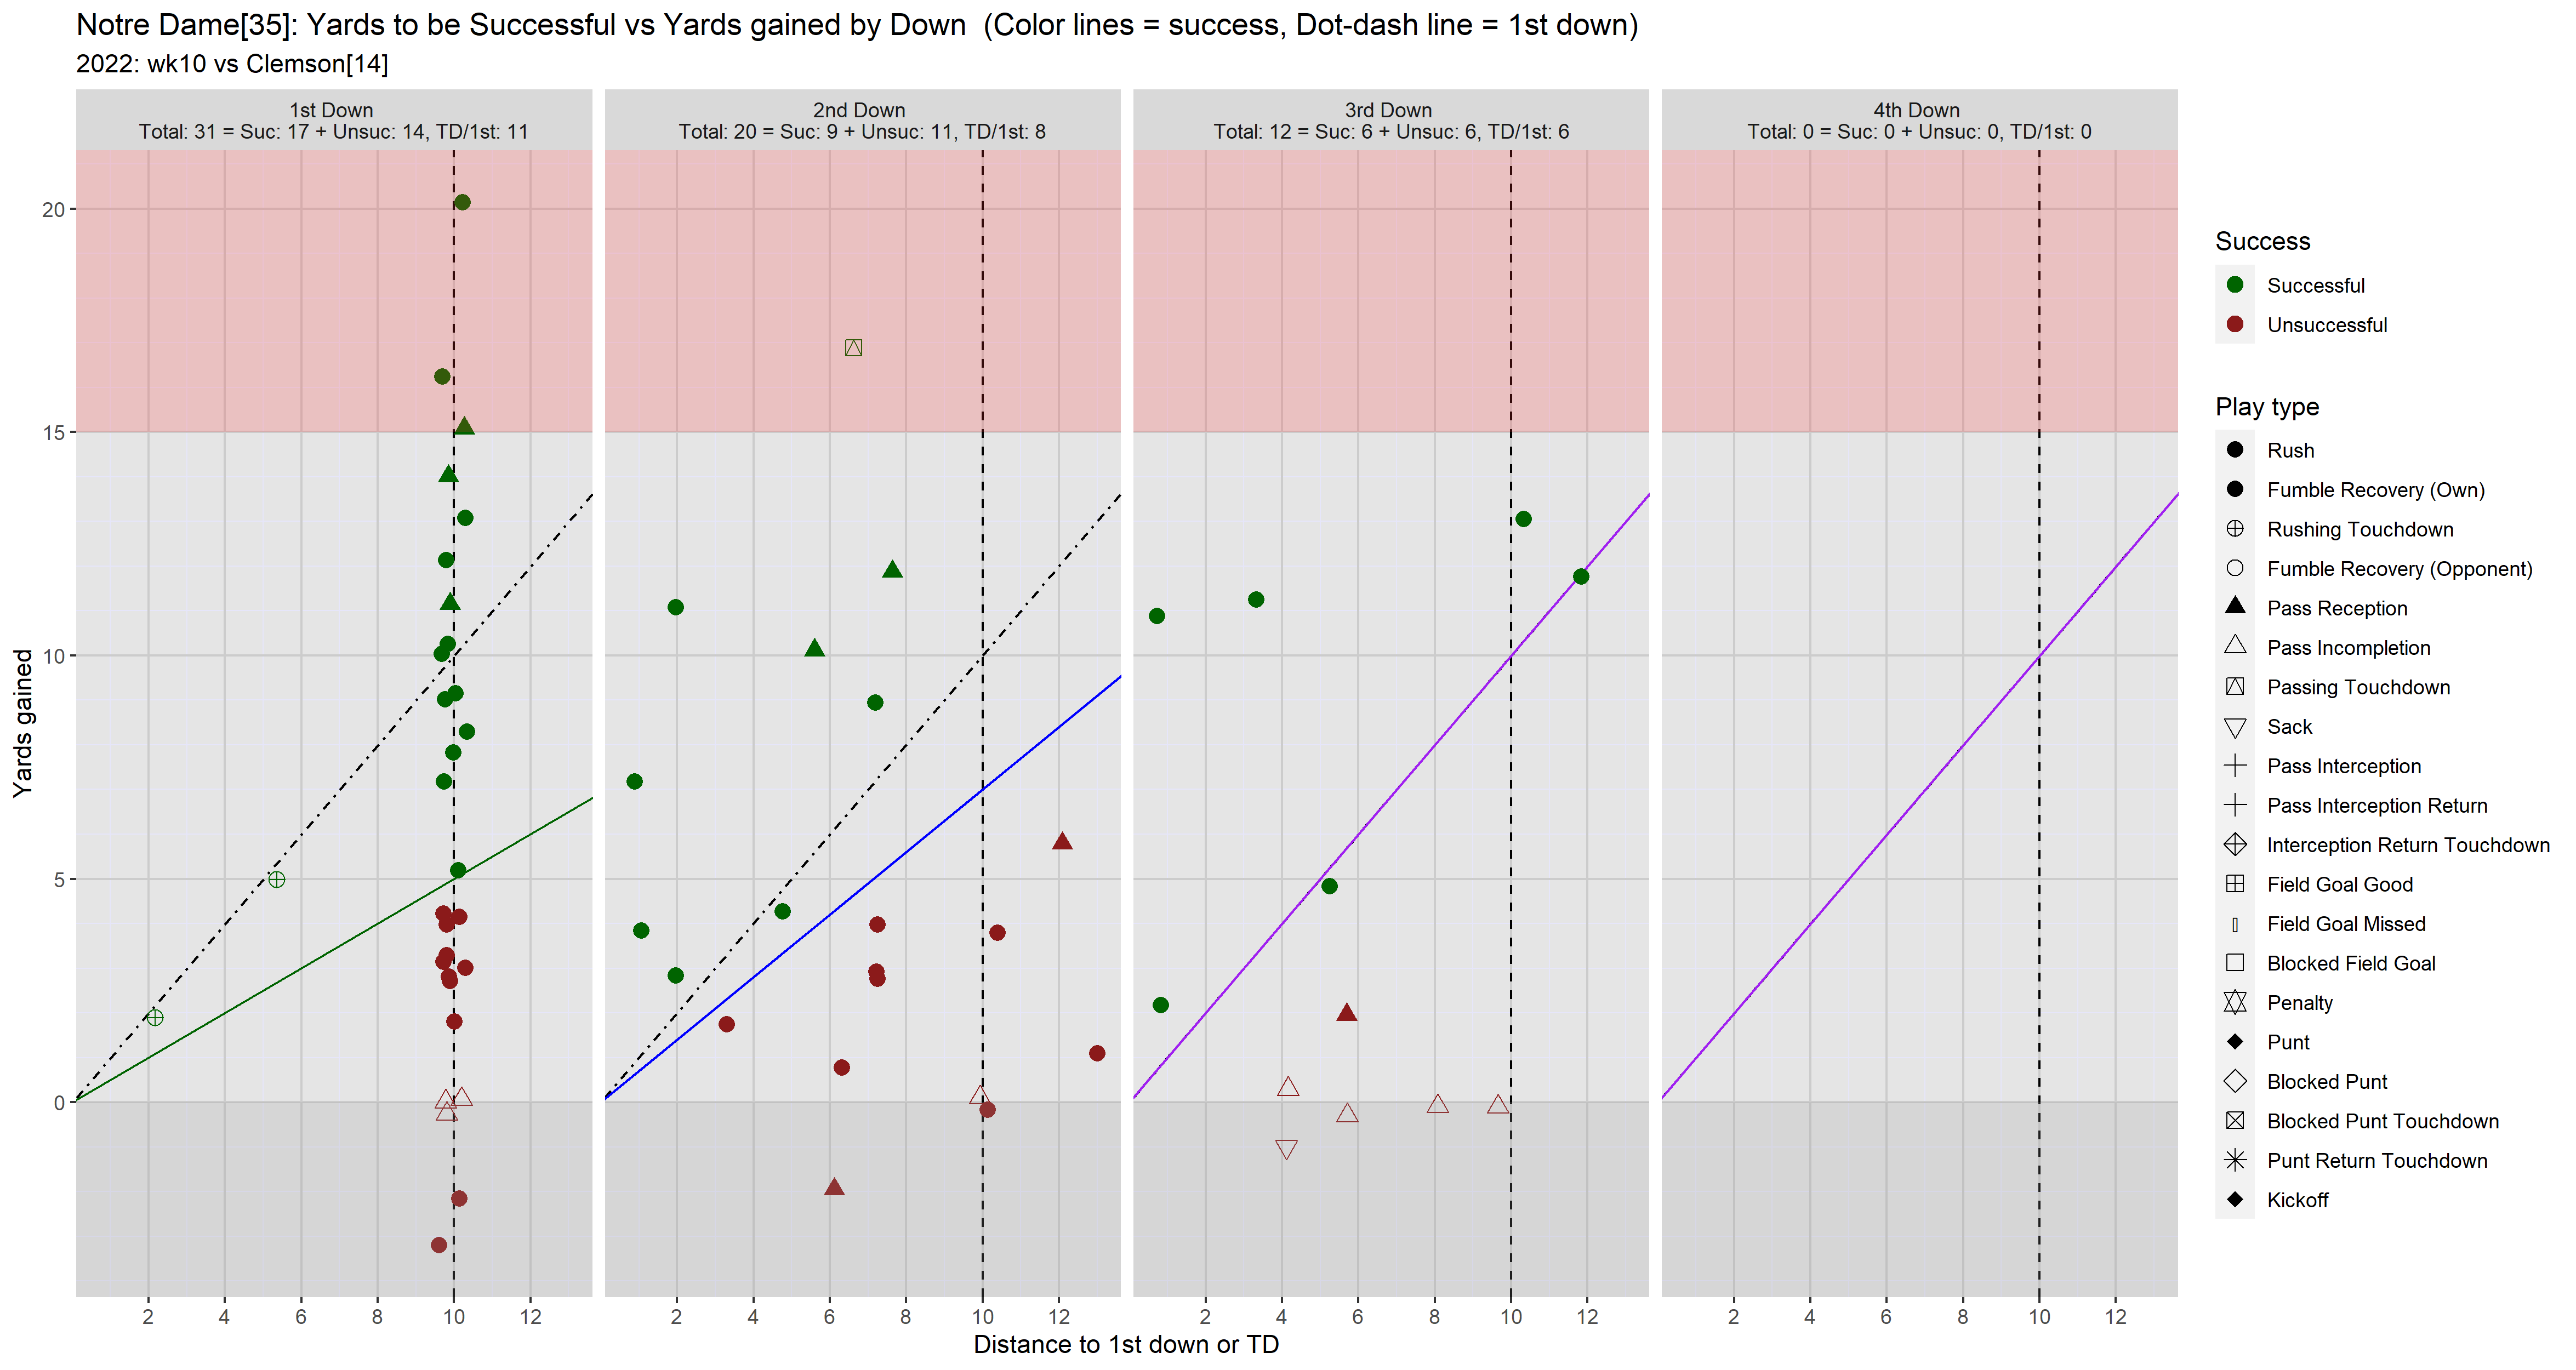 Notre Dame[35]: Yards to be Successful vs Yards gained by Down  (Color lines = success, Dot-dash line = 1st down)
2022: wk10 vs Clemson[14]
1st Down
Total: 31 = Suc: 17 + Unsuc: 14, TD/1st: 11
2nd Down
Total: 20 = Suc: 9 + Unsuc: 11, TD/1st: 8
3rd Down
Total: 12 = Suc: 6 + Unsuc: 6, TD/1st: 6
4th Down
Total: 0 = Suc: 0 + Unsuc: 0, TD/1st: 0
Yards gained
20
15
10
5
0
2 4 6 8 10 12
2 4 6 8 10 12
2 4 6 8 10 12
2 4 6 8 10 12
Distance to 1st down or TD
Success
Successful
Unsuccessful
Play type
Rush
Fumble Recovery (Own)
Rushing Touchdown
Fumble Recovery (Opponent)
Pass Reception
Pass Incompletion
Passing Touchdown
Sack
Pass Interception
Pass Interception Return
Interception Return Touchdown
Field Goal Good
Field Goal Missed
Blocked Field Goal
Penalty
Punt
Blocked Punt
Blocked Punt Touchdown
Punt Return Touchdown
Kickoff